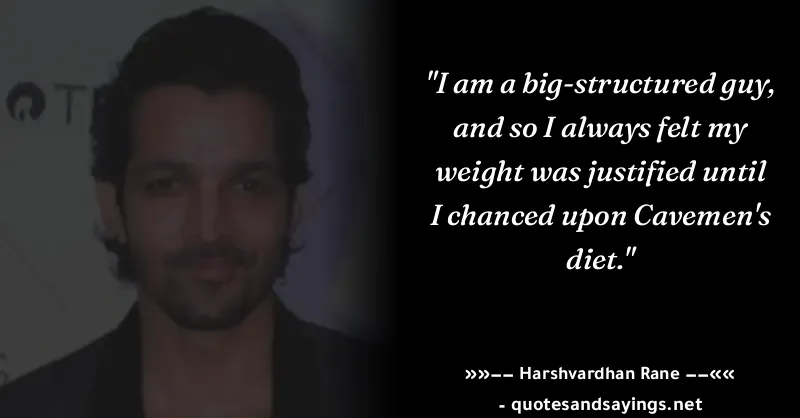 "I am a big-structured guy,
and so I always felt my
weight was justified until
I chanced upon Cavemen's
diet."
»»−− Harshvardhan Rane −−««
- quotesandsayings.net